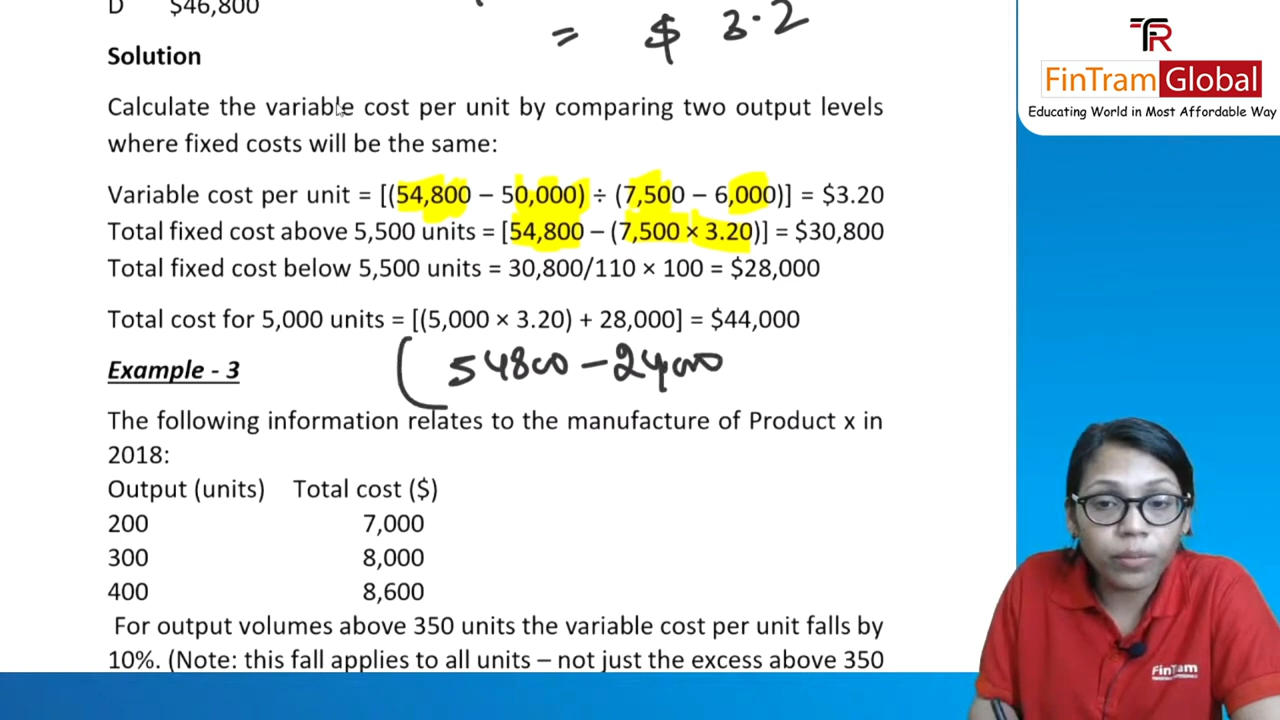 D $46,800
= $ 3.2
Solution
Calculate the variable cost per unit by comparing two output levels
where fixed costs will be the same:
Variable cost per unit = [(54,800 – 50,000) ÷ (7,500 – 6,000)] = $3.20
Total fixed cost above 5,500 units = [54,800 – (7,500 × 3.20)] = $30,800
Total fixed cost below 5,500 units = 30,800/110 × 100 = $28,000
Total cost for 5,000 units = [(5,000 × 3.20) + 28,000] = $44,000
( 54800 – 24000
Example - 3
The following information relates to the manufacture of Product x in
2018:
Output (units) Total cost ($)
200 7,000
300 8,000
400 8,600
For output volumes above 350 units the variable cost per unit falls by
10%. (Note: this fall applies to all units – not just the excess above 350
TR
FinTram Global
Educating World in Most Affordable Way
FinTram